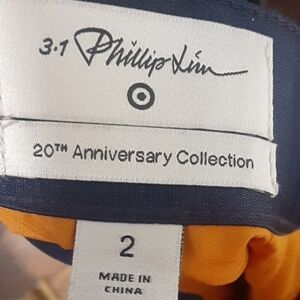 3.1 Phillip Lim
20TH Anniversary Collection
2
MADE IN
CHINA